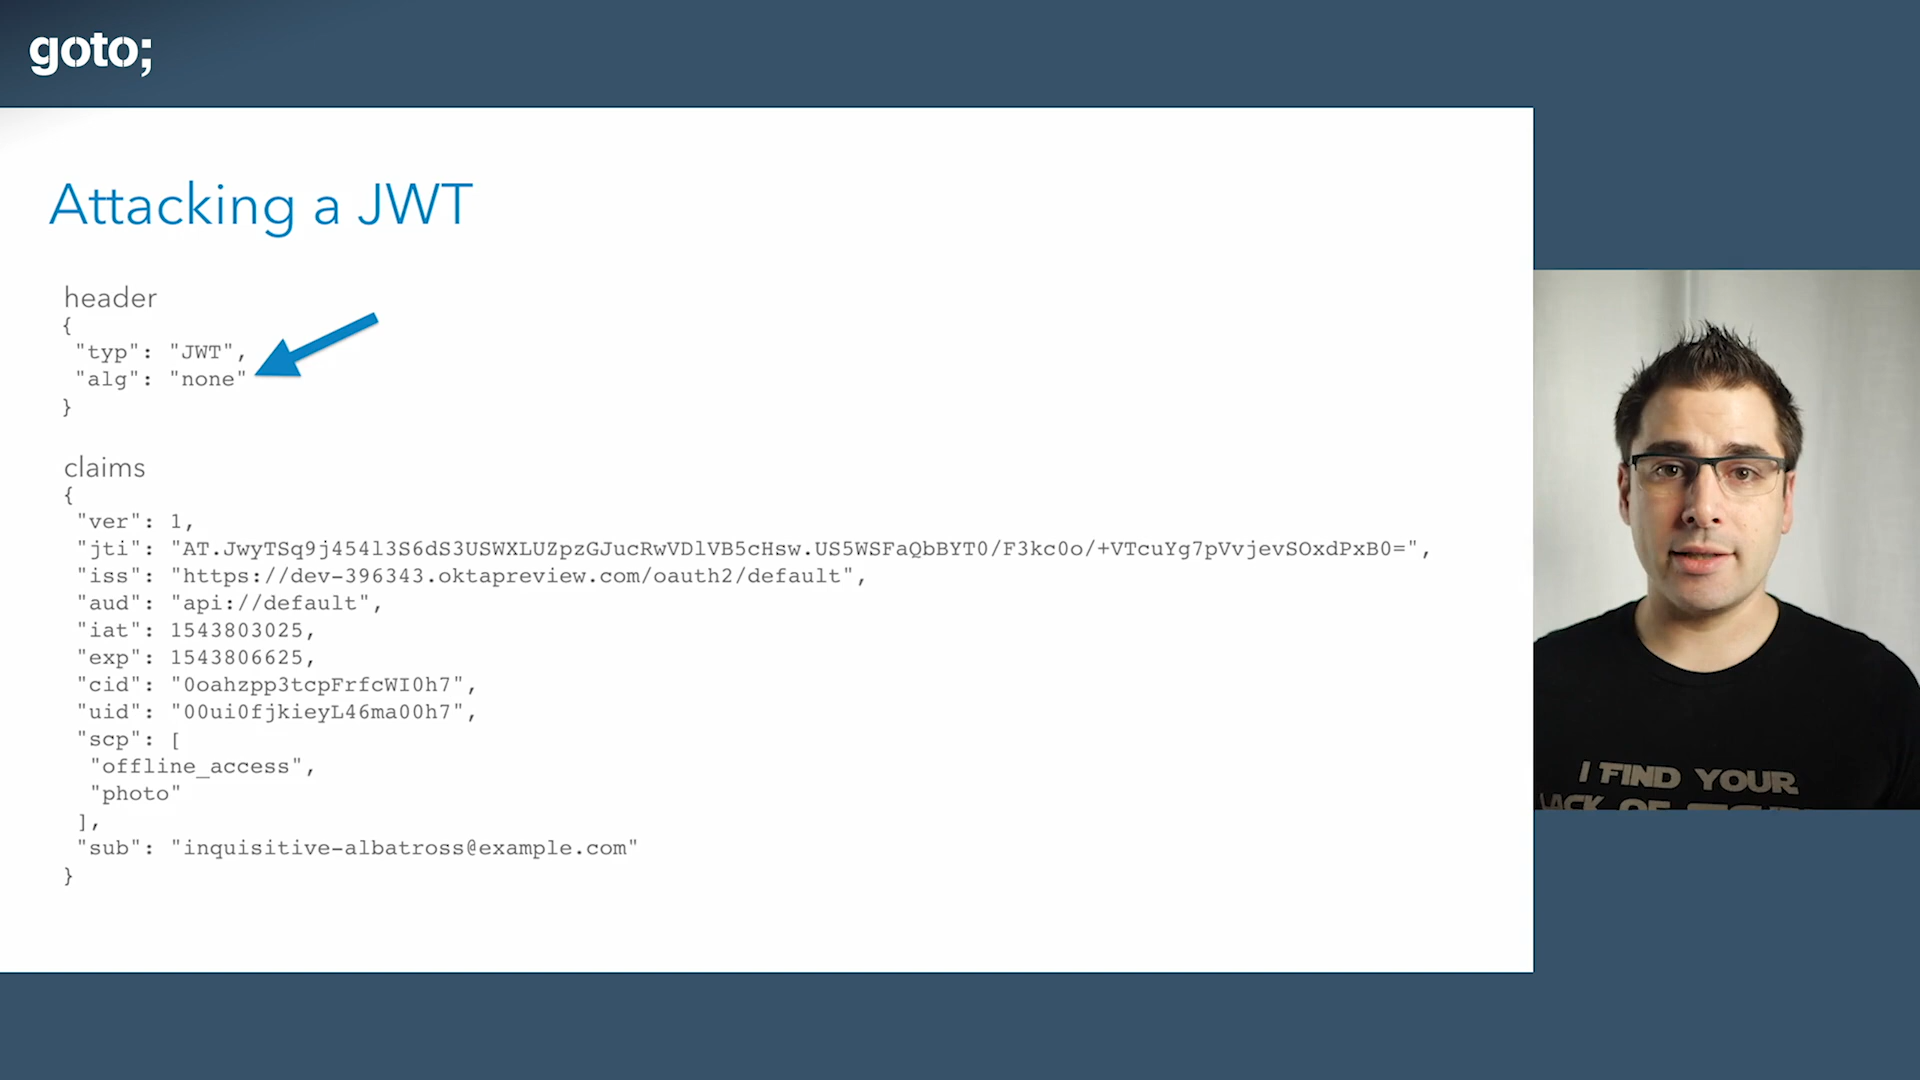 goto;
Attacking a JWT
header
{
"typ": "JWT",
"alg": "none"
}
claims
{
"ver": 1,
"jti": "AT.JwyTSq9j454l3S6dS3USWXLUZpzGJucRwVDlVB5cHsw.US5WSFaQbBYT0/F3kc0o/+VTcuYg7pVvjevSOxdPxB0=",
"iss": "https://dev-396343.oktapreview.com/oauth2/default",
"aud": "api://default",
"iat": 1543803025,
"exp": 1543806625,
"cid": "0oahzpp3tcpFrfcWI0h7",
"uid": "00ui0fjkieyL46ma00h7",
"scp": [
"offline_access",
"photo"
],
"sub": "inquisitive-albatross@example.com"
}
I FIND YOUR
LACK OF